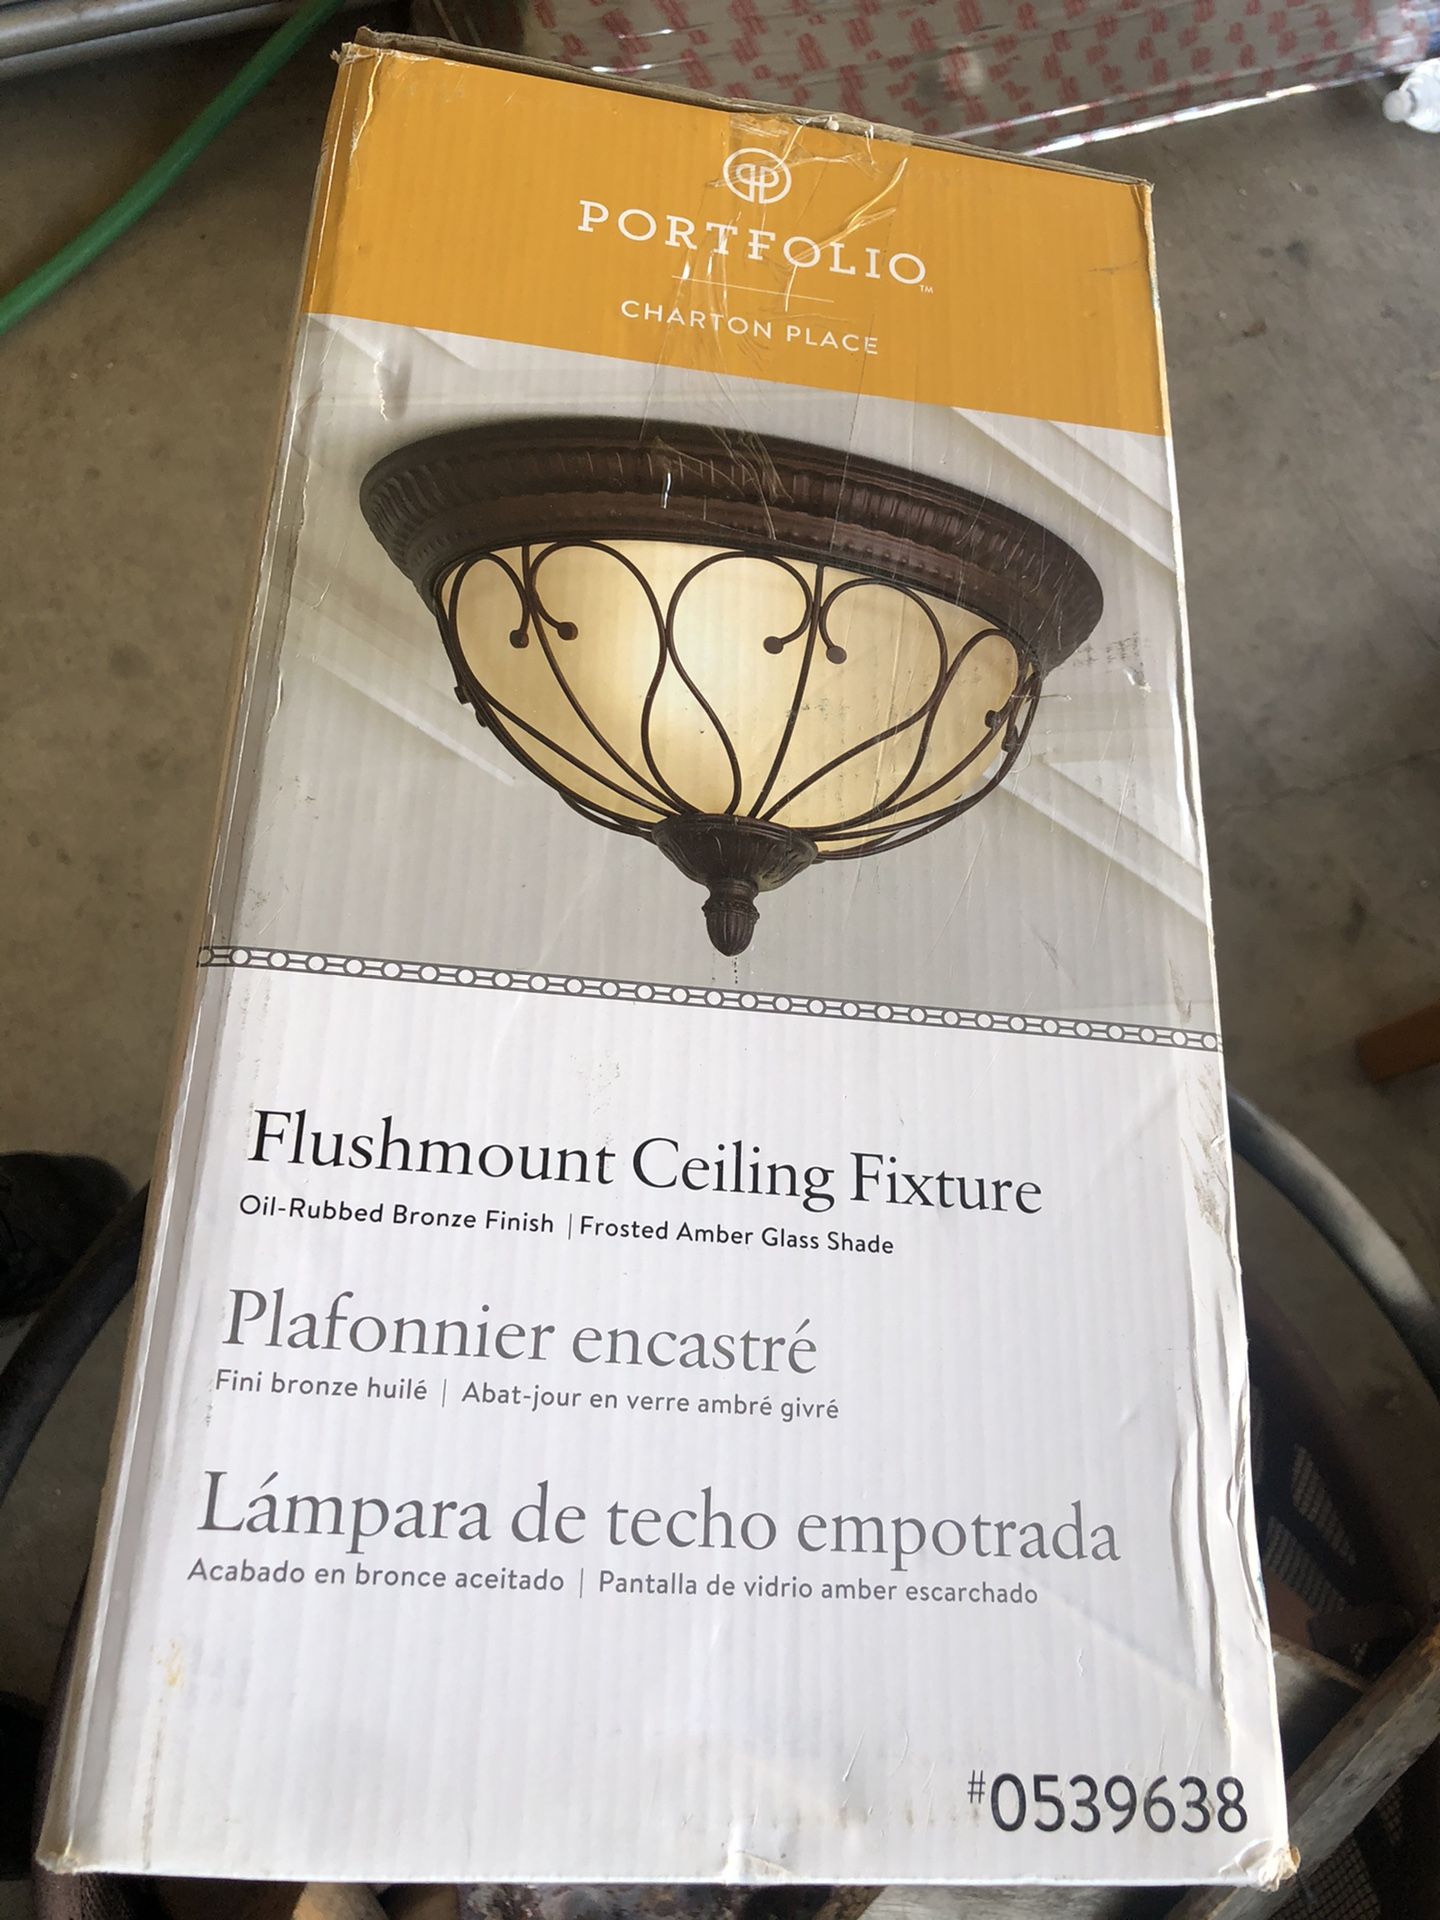 PORTFOLIO™
CHARTON PLACE
Flushmount Ceiling Fixture
Oil-Rubbed Bronze Finish | Frosted Amber Glass Shade
Plafonnier encastré
Fini bronze huilé | Abat-jour en verre ambré givré
Lámpara de techo empotrada
Acabado en bronce aceitado | Pantalla de vidrio amber escarchado
#0539638